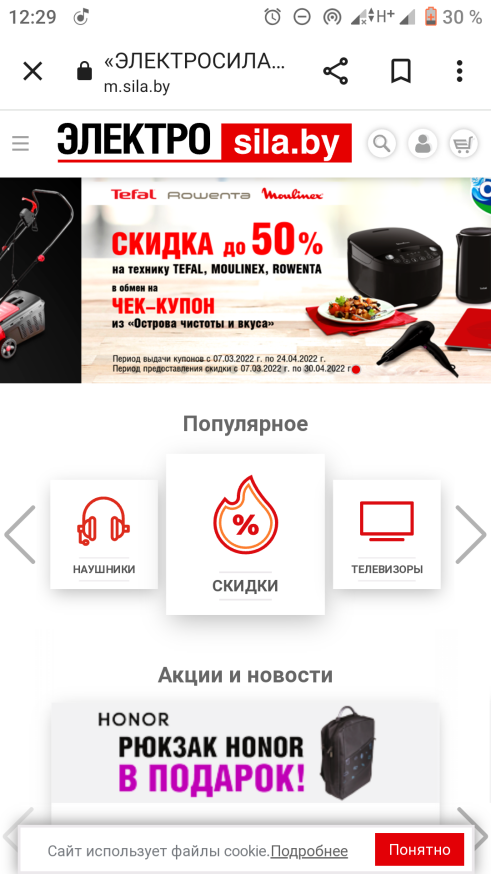 12:29 H+ 30 %
«ЭЛЕКТРОСИЛА...
m.sila.by
ЭЛЕКТРО sila.by
Tefal Rowenta Moulinex
СКИДКА до 50%
на технику TEFAL, MOULINEX, ROWENTA
в обмен на
ЧЕК-КУПОН
из «Острова чистоты и вкуса»
Период выдачи купонов с 07.03.2022 г. по 24.04.2022 г.
Период предоставления скидки с 07.03.2022 г. по 30.04.2022 г.
Популярное
%
НАУШНИКИ
СКИДКИ
ТЕЛЕВИЗОРЫ
Акции и новости
HONOR
РЮКЗАК HONOR
В ПОДАРОК!
Сайт использует файлы cookie.Подробнее
Понятно